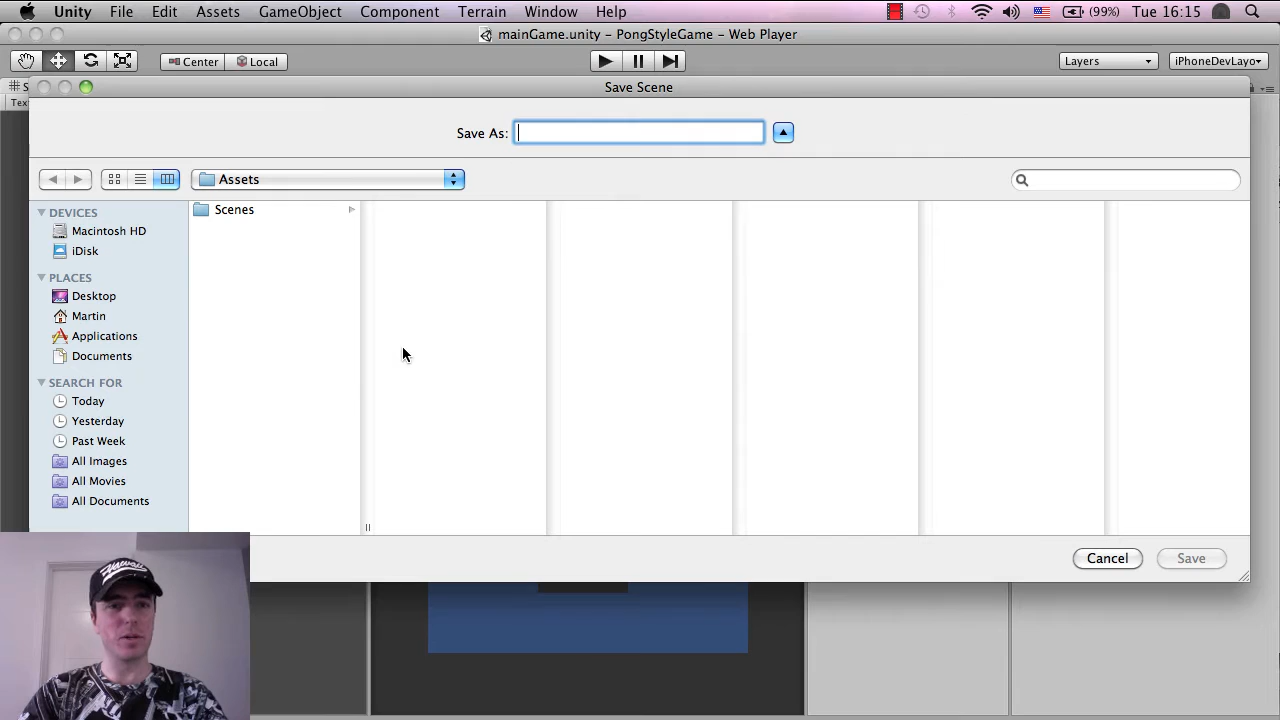 Unity File Edit Assets GameObject Component Terrain Window Help (99%) Tue 16:15
mainGame.unity – PongStyleGame – Web Player
Center Local Layers iPhoneDevLayo
Save Scene
Save As:
Assets
DEVICES
Macintosh HD
iDisk
PLACES
Desktop
Martin
Applications
Documents
SEARCH FOR
Today
Yesterday
Past Week
All Images
All Movies
All Documents
Scenes
Cancel Save